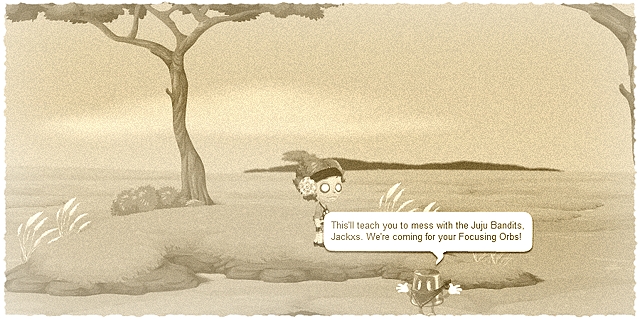 This'll teach you to mess with the Juju Bandits,
Jackxs. We're coming for your Focusing Orbs!